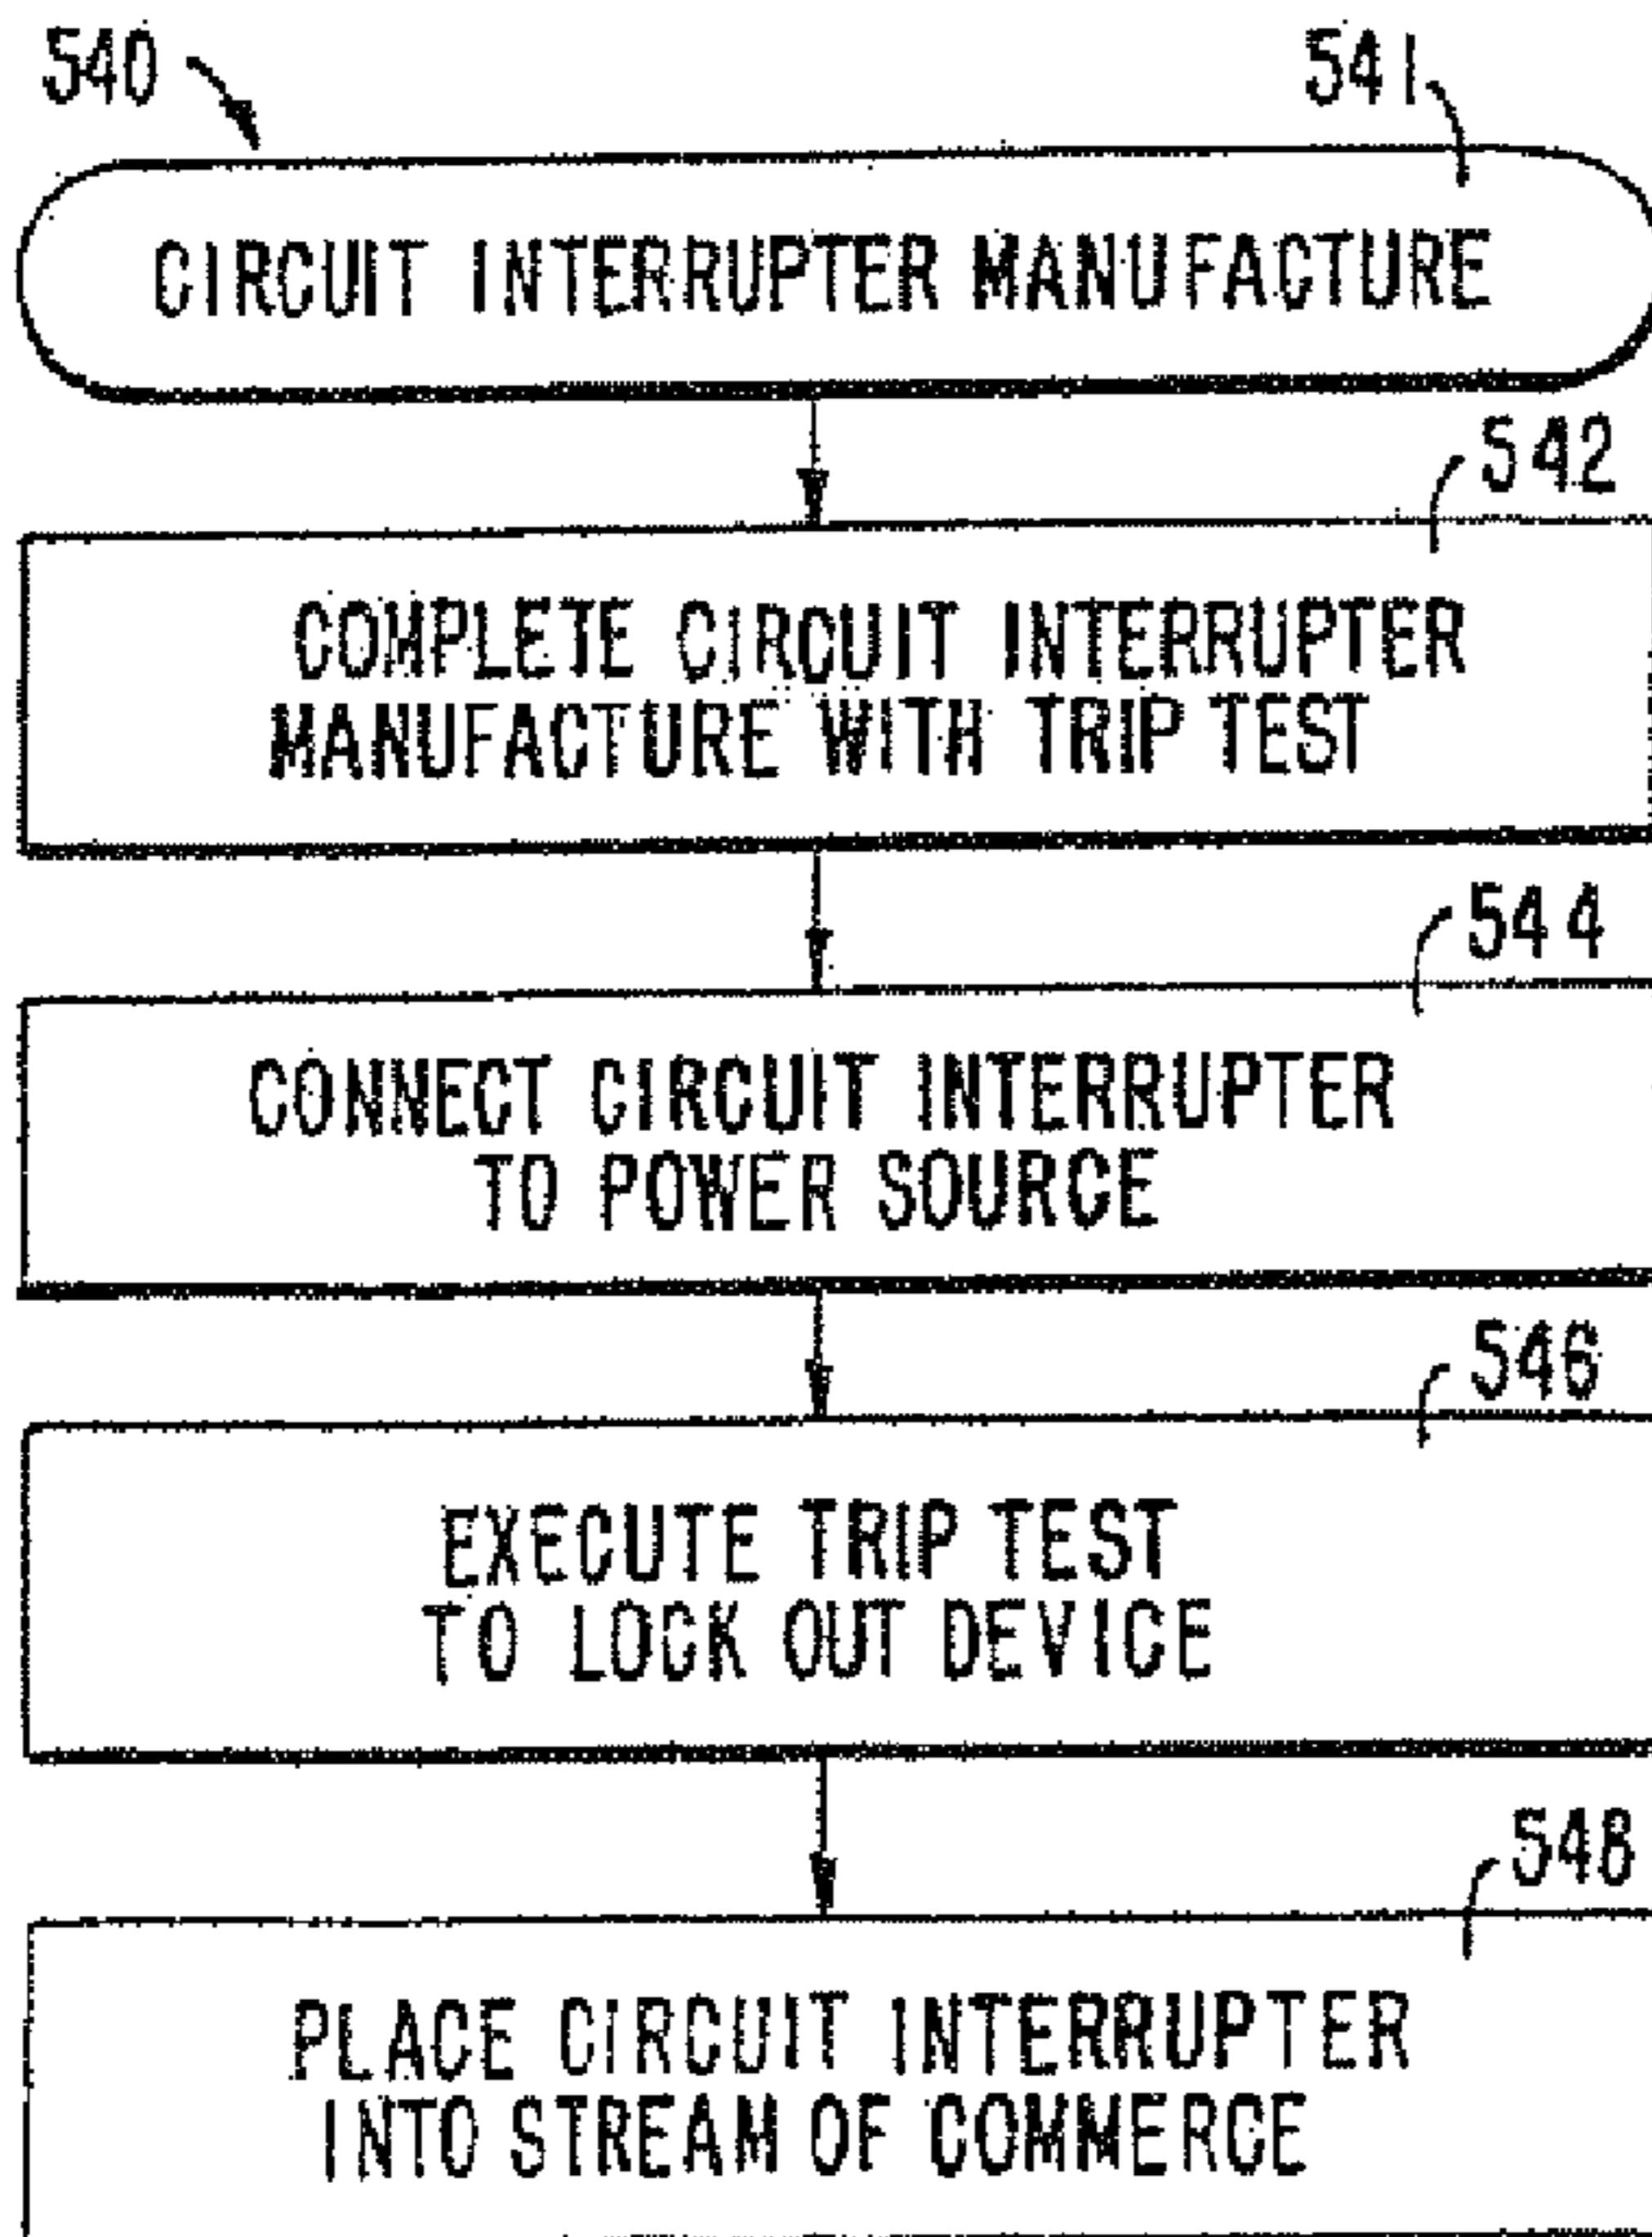 540
541
CIRCUIT INTERRUPTER MANUFACTURE
542
COMPLETE CIRCUIT INTERRUPTER
MANUFACTURE WITH TRIP TEST
544
CONNECT CIRCUIT INTERRUPTER
TO POWER SOURCE
546
EXECUTE TRIP TEST
TO LOCK OUT DEVICE
548
PLACE CIRCUIT INTERRUPTER
INTO STREAM OF COMMERCE